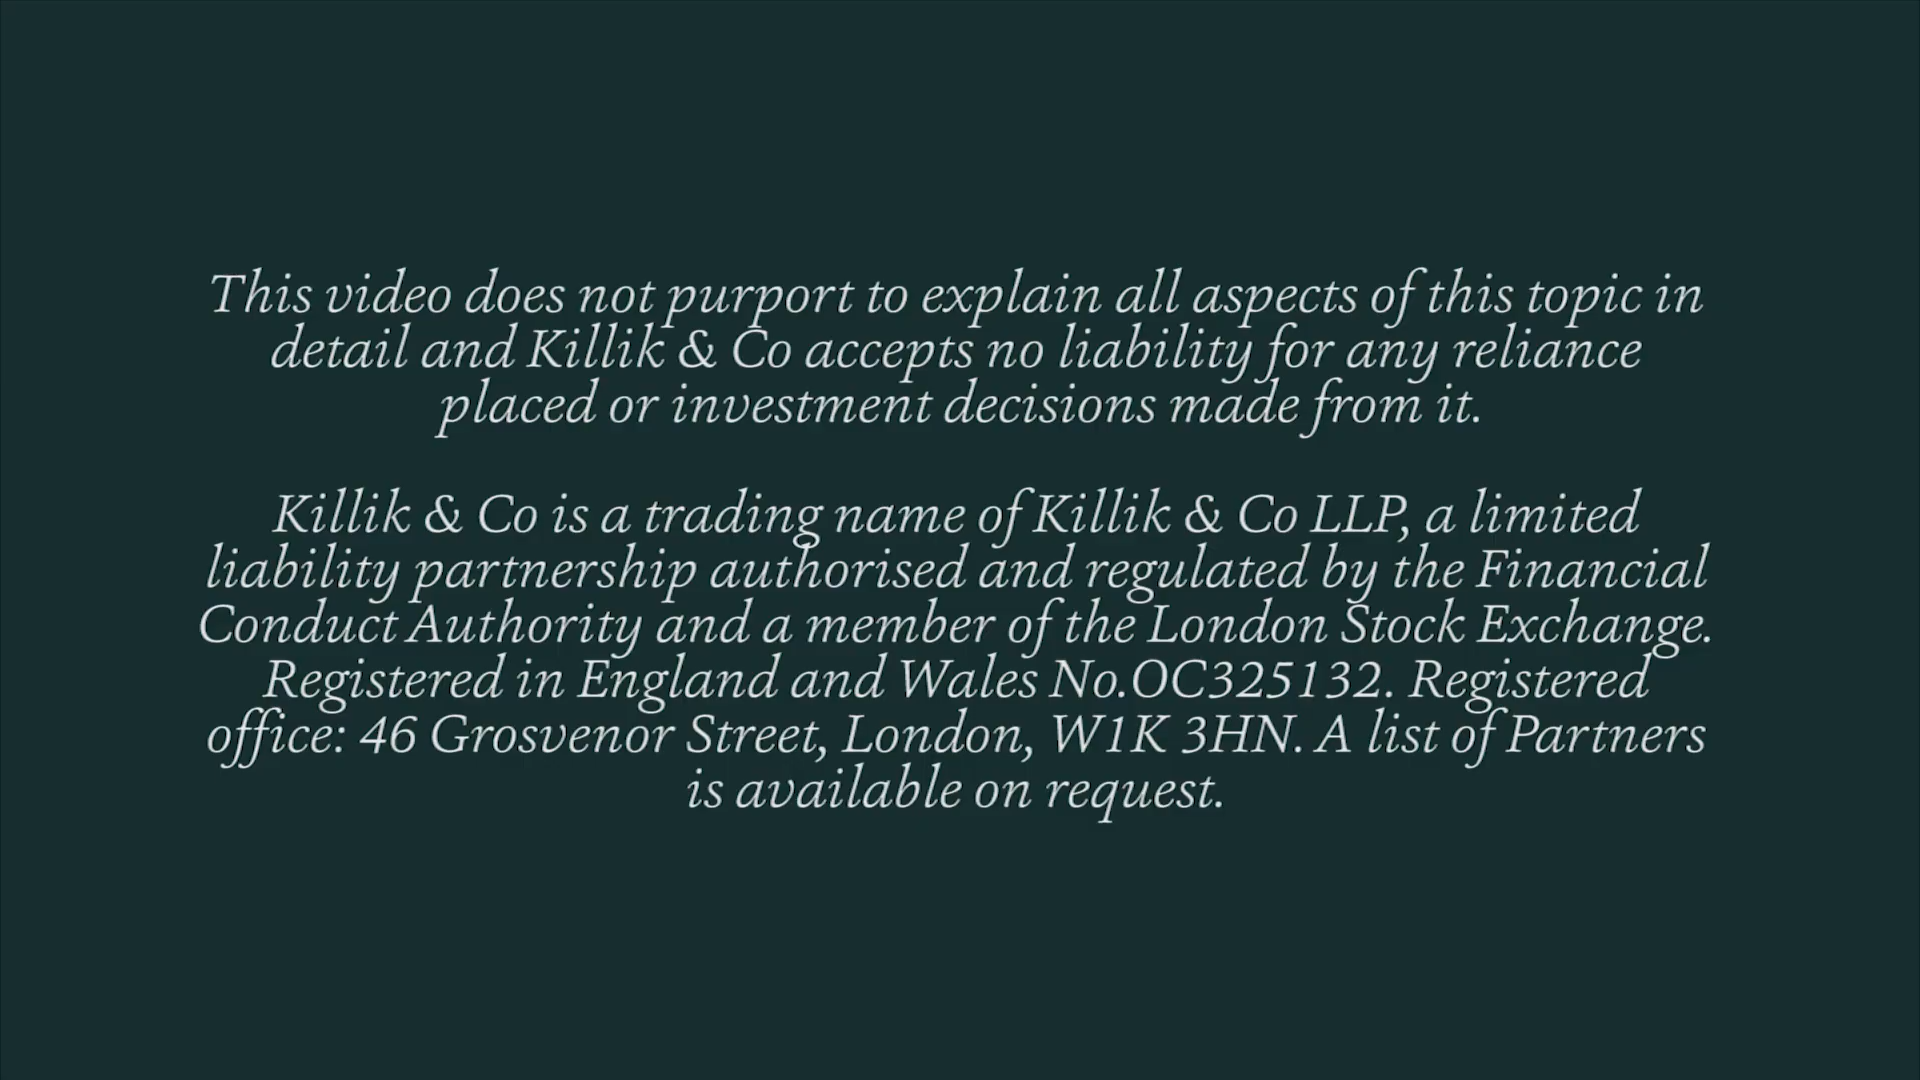 This video does not purport to explain all aspects of this topic in
detail and Killik & Co accepts no liability for any reliance
placed or investment decisions made from it.
Killik & Co is a trading name of Killik & Co LLP, a limited
liability partnership authorised and regulated by the Financial
Conduct Authority and a member of the London Stock Exchange.
Registered in England and Wales No.OC325132. Registered
office: 46 Grosvenor Street, London, W1K 3HN. A list of Partners
is available on request.